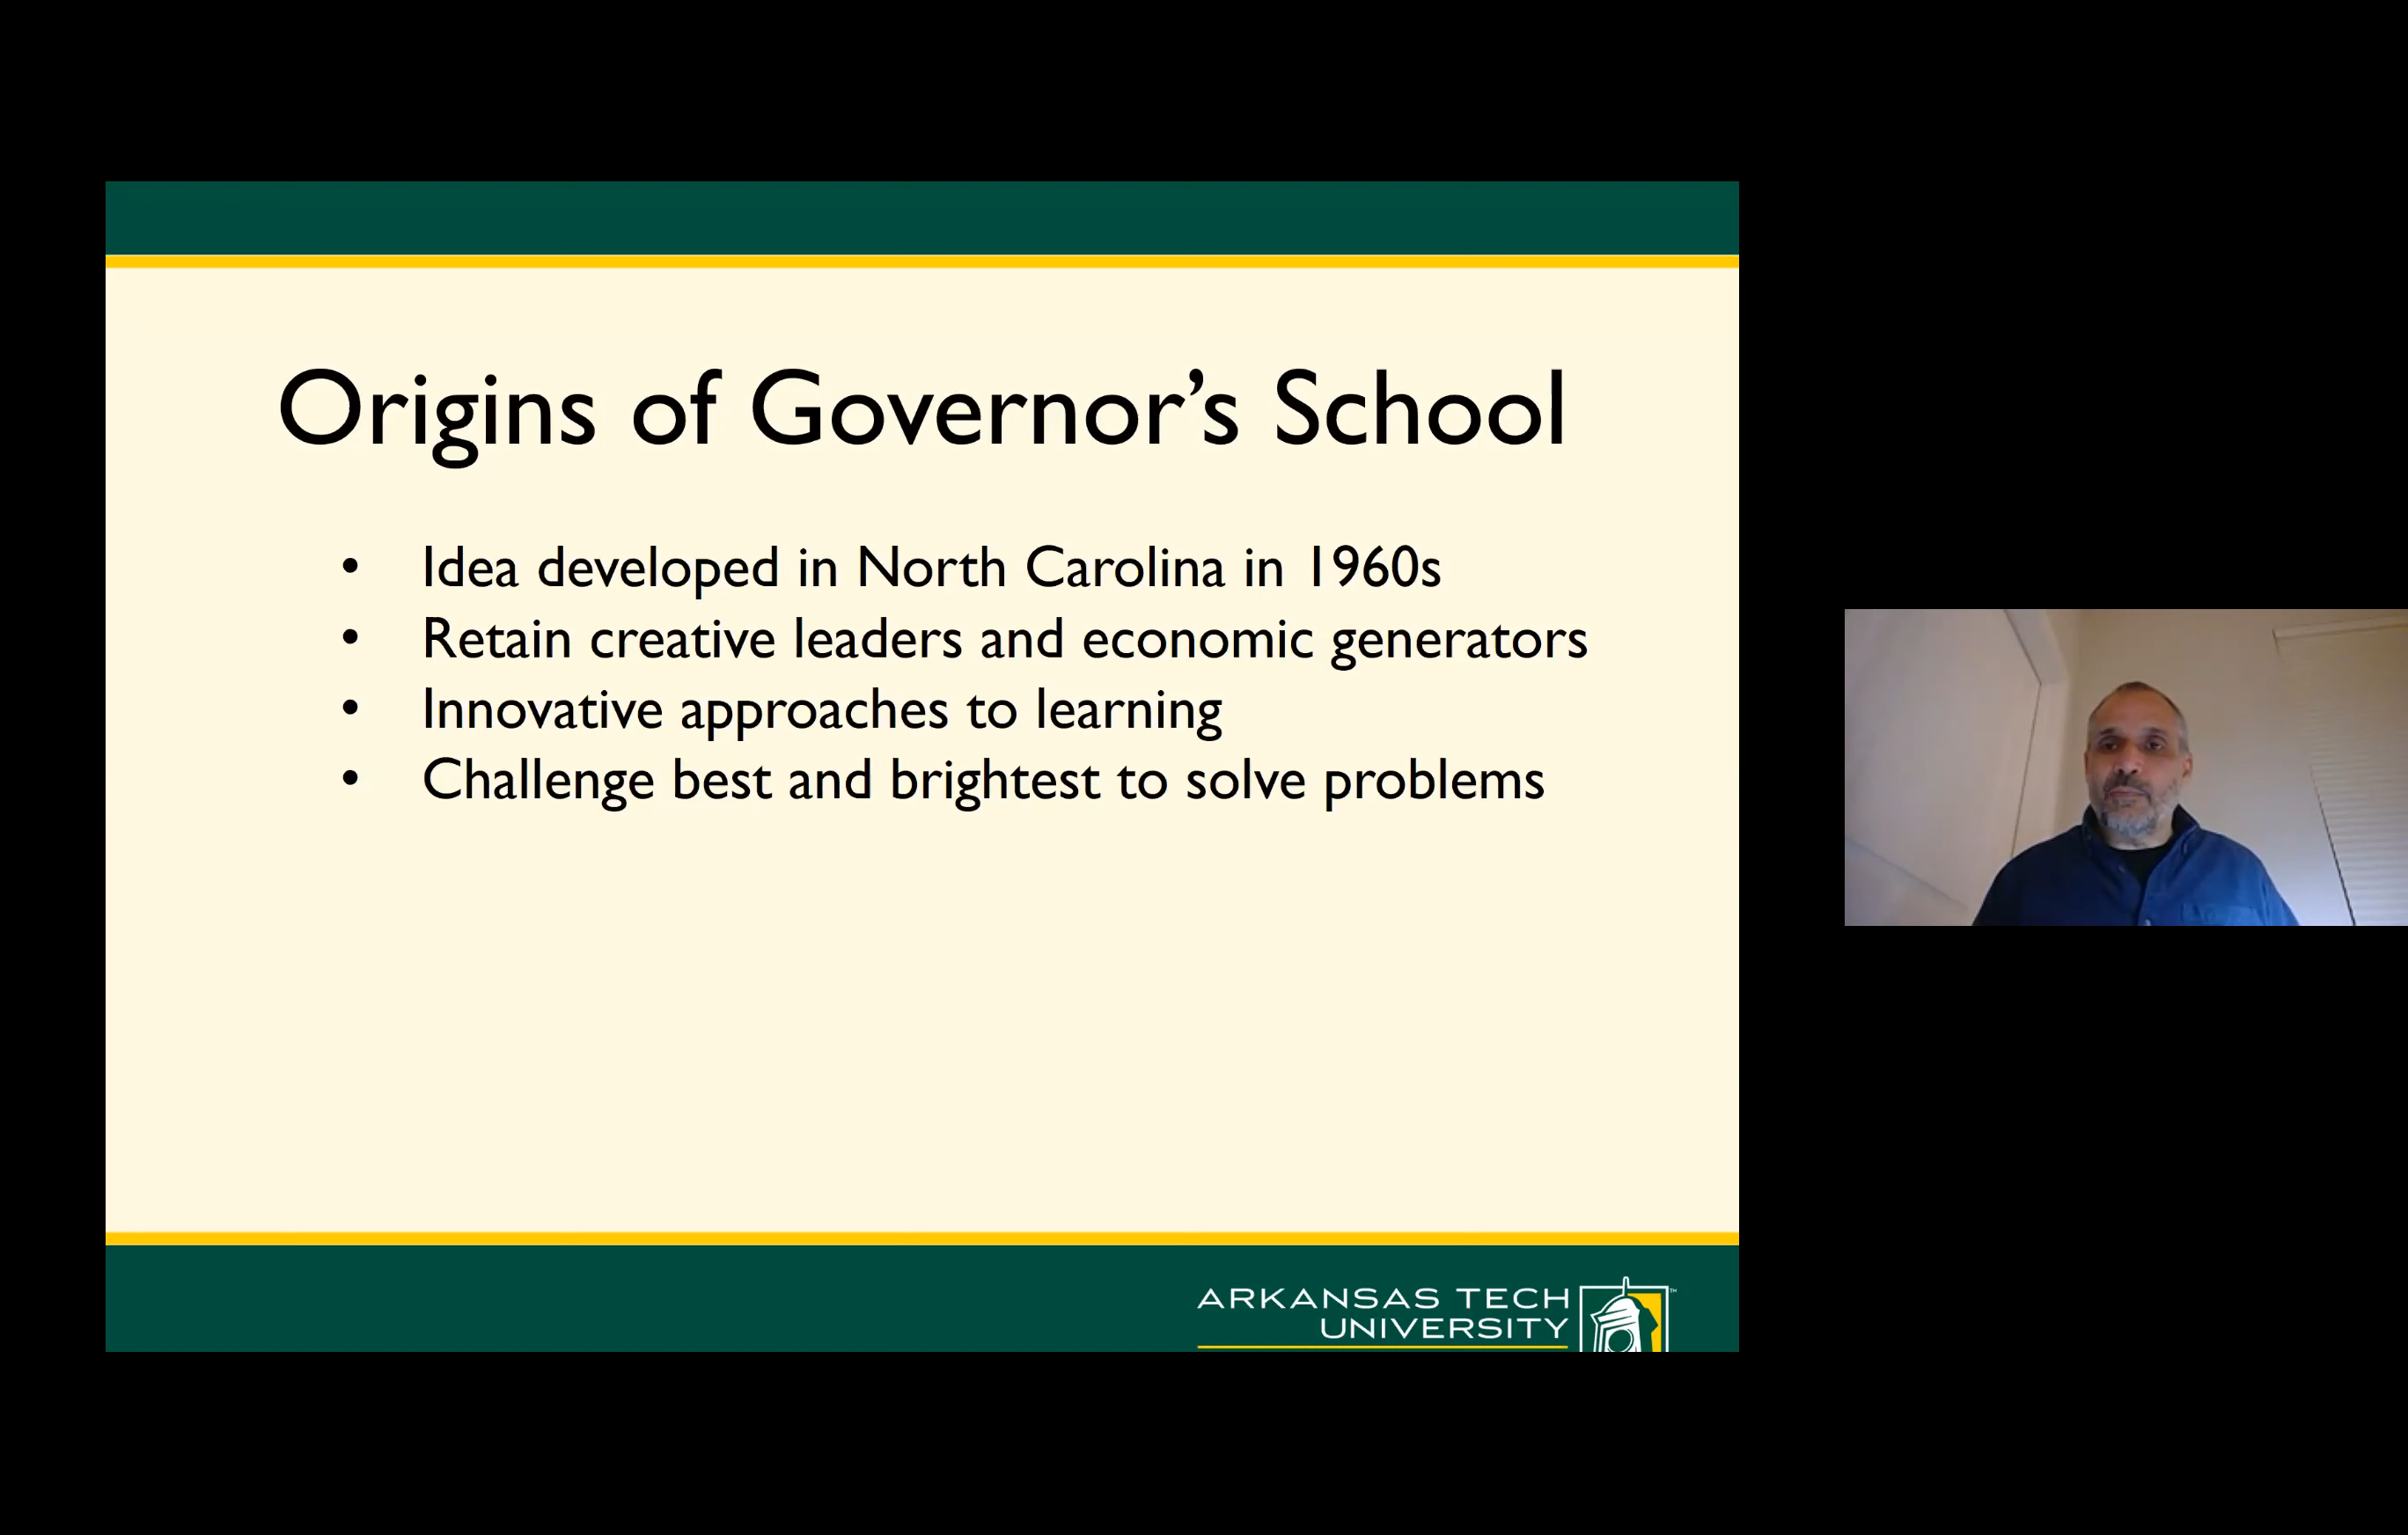 Origins of Governor’s School
• Idea developed in North Carolina in 1960s
• Retain creative leaders and economic generators
• Innovative approaches to learning
• Challenge best and brightest to solve problems
ARKANSAS TECH
UNIVERSITY
™